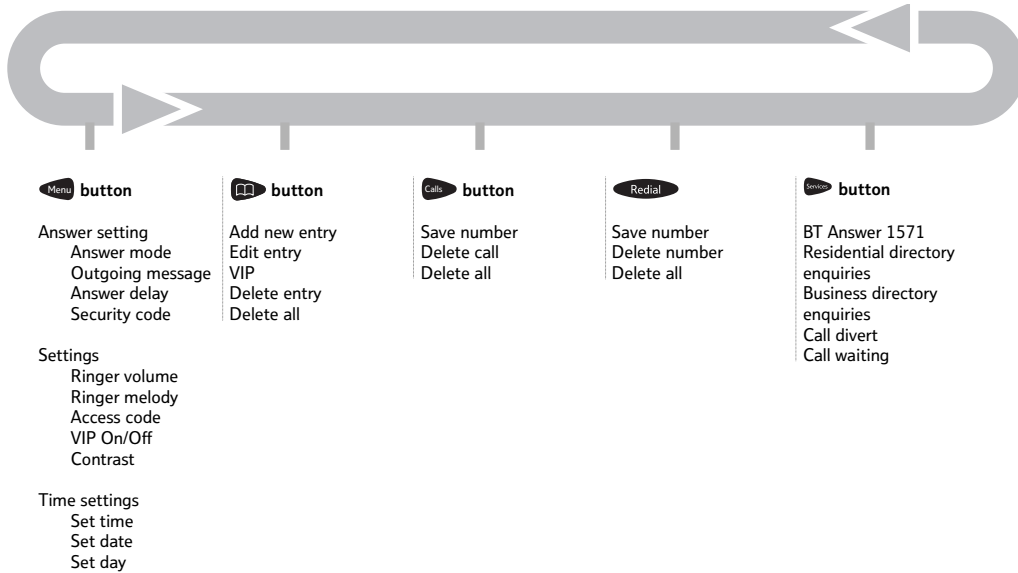 Menu button
Answer setting
Answer mode
Outgoing message
Answer delay
Security code
Settings
Ringer volume
Ringer melody
Access code
VIP On/Off
Contrast
Time settings
Set time
Set date
Set day
button
Add new entry
Edit entry
VIP
Delete entry
Delete all
Calls button
Save number
Delete call
Delete all
Redial
Save number
Delete number
Delete all
Services button
BT Answer 1571
Residential directory
enquiries
Business directory
enquiries
Call divert
Call waiting